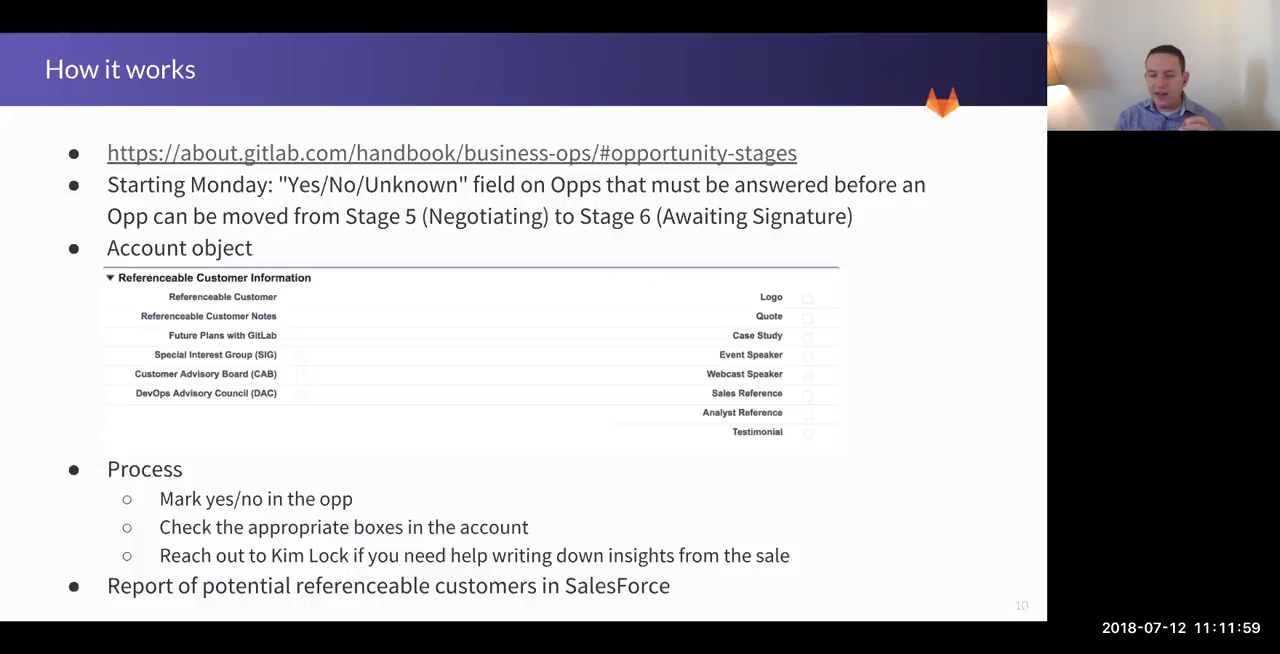 How it works
https://about.gitlab.com/handbook/business-ops/#opportunity-stages
Starting Monday: "Yes/No/Unknown" field on Opps that must be answered before an
Opp can be moved from Stage 5 (Negotiating) to Stage 6 (Awaiting Signature)
Account object
Referenceable Customer Information
Referenceable Customer
Logo
Referenceable Customer Notes
Quote
Future Plans with GitLab
Case Study
Special Interest Group (SIG)
Event Speaker
Customer Advisory Board (CAB)
Webcast Speaker
DevOps Advisory Council (DAC)
Sales Reference
Analyst Reference
Testimonial
Process
Mark yes/no in the opp
Check the appropriate boxes in the account
Reach out to Kim Lock if you need help writing down insights from the sale
Report of potential referenceable customers in SalesForce
10
2018-07-12 11:11:59